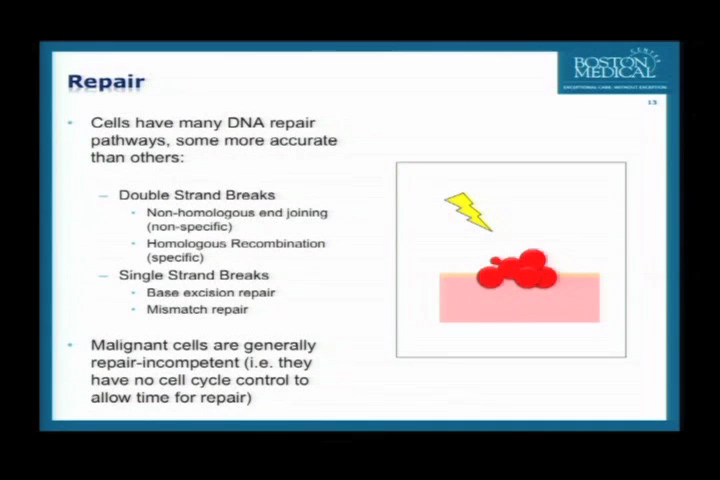 Repair
BOSTON
MEDICAL
CENTER
EXCEPTIONAL CARE. WITHOUT EXCEPTION.
13
• Cells have many DNA repair
pathways, some more accurate
than others:
– Double Strand Breaks
• Non-homologous end joining
(non-specific)
• Homologous Recombination
(specific)
– Single Strand Breaks
• Base excision repair
• Mismatch repair
• Malignant cells are generally
repair-incompetent (i.e. they
have no cell cycle control to
allow time for repair)